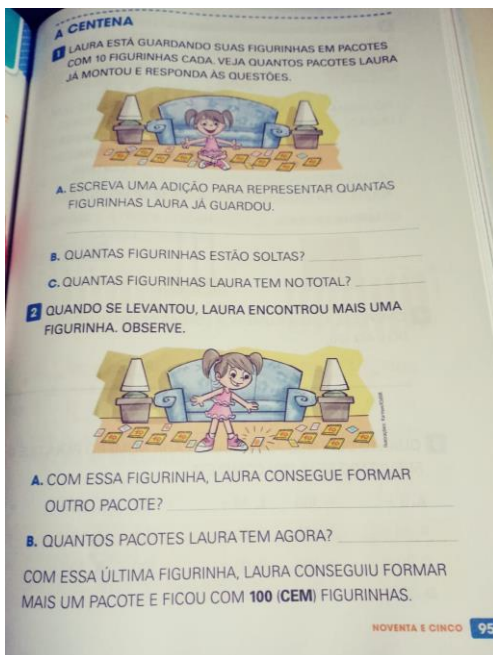 A CENTENA
1 LAURA ESTÁ GUARDANDO SUAS FIGURINHAS EM PACOTES
COM 10 FIGURINHAS CADA. VEJA QUANTOS PACOTES LAURA
JÁ MONTOU E RESPONDA ÀS QUESTÕES.
A. ESCREVA UMA ADIÇÃO PARA REPRESENTAR QUANTAS
FIGURINHAS LAURA JÁ GUARDOU.
B. QUANTAS FIGURINHAS ESTÃO SOLTAS?
C. QUANTAS FIGURINHAS LAURA TEM NO TOTAL?
2 QUANDO SE LEVANTOU, LAURA ENCONTROU MAIS UMA
FIGURINHA. OBSERVE.
A. COM ESSA FIGURINHA, LAURA CONSEGUE FORMAR
OUTRO PACOTE?
B. QUANTOS PACOTES LAURA TEM AGORA?
COM ESSA ÚLTIMA FIGURINHA, LAURA CONSEGUIU FORMAR
MAIS UM PACOTE E FICOU COM 100 (CEM) FIGURINHAS.
NOVENTA E CINCO 95